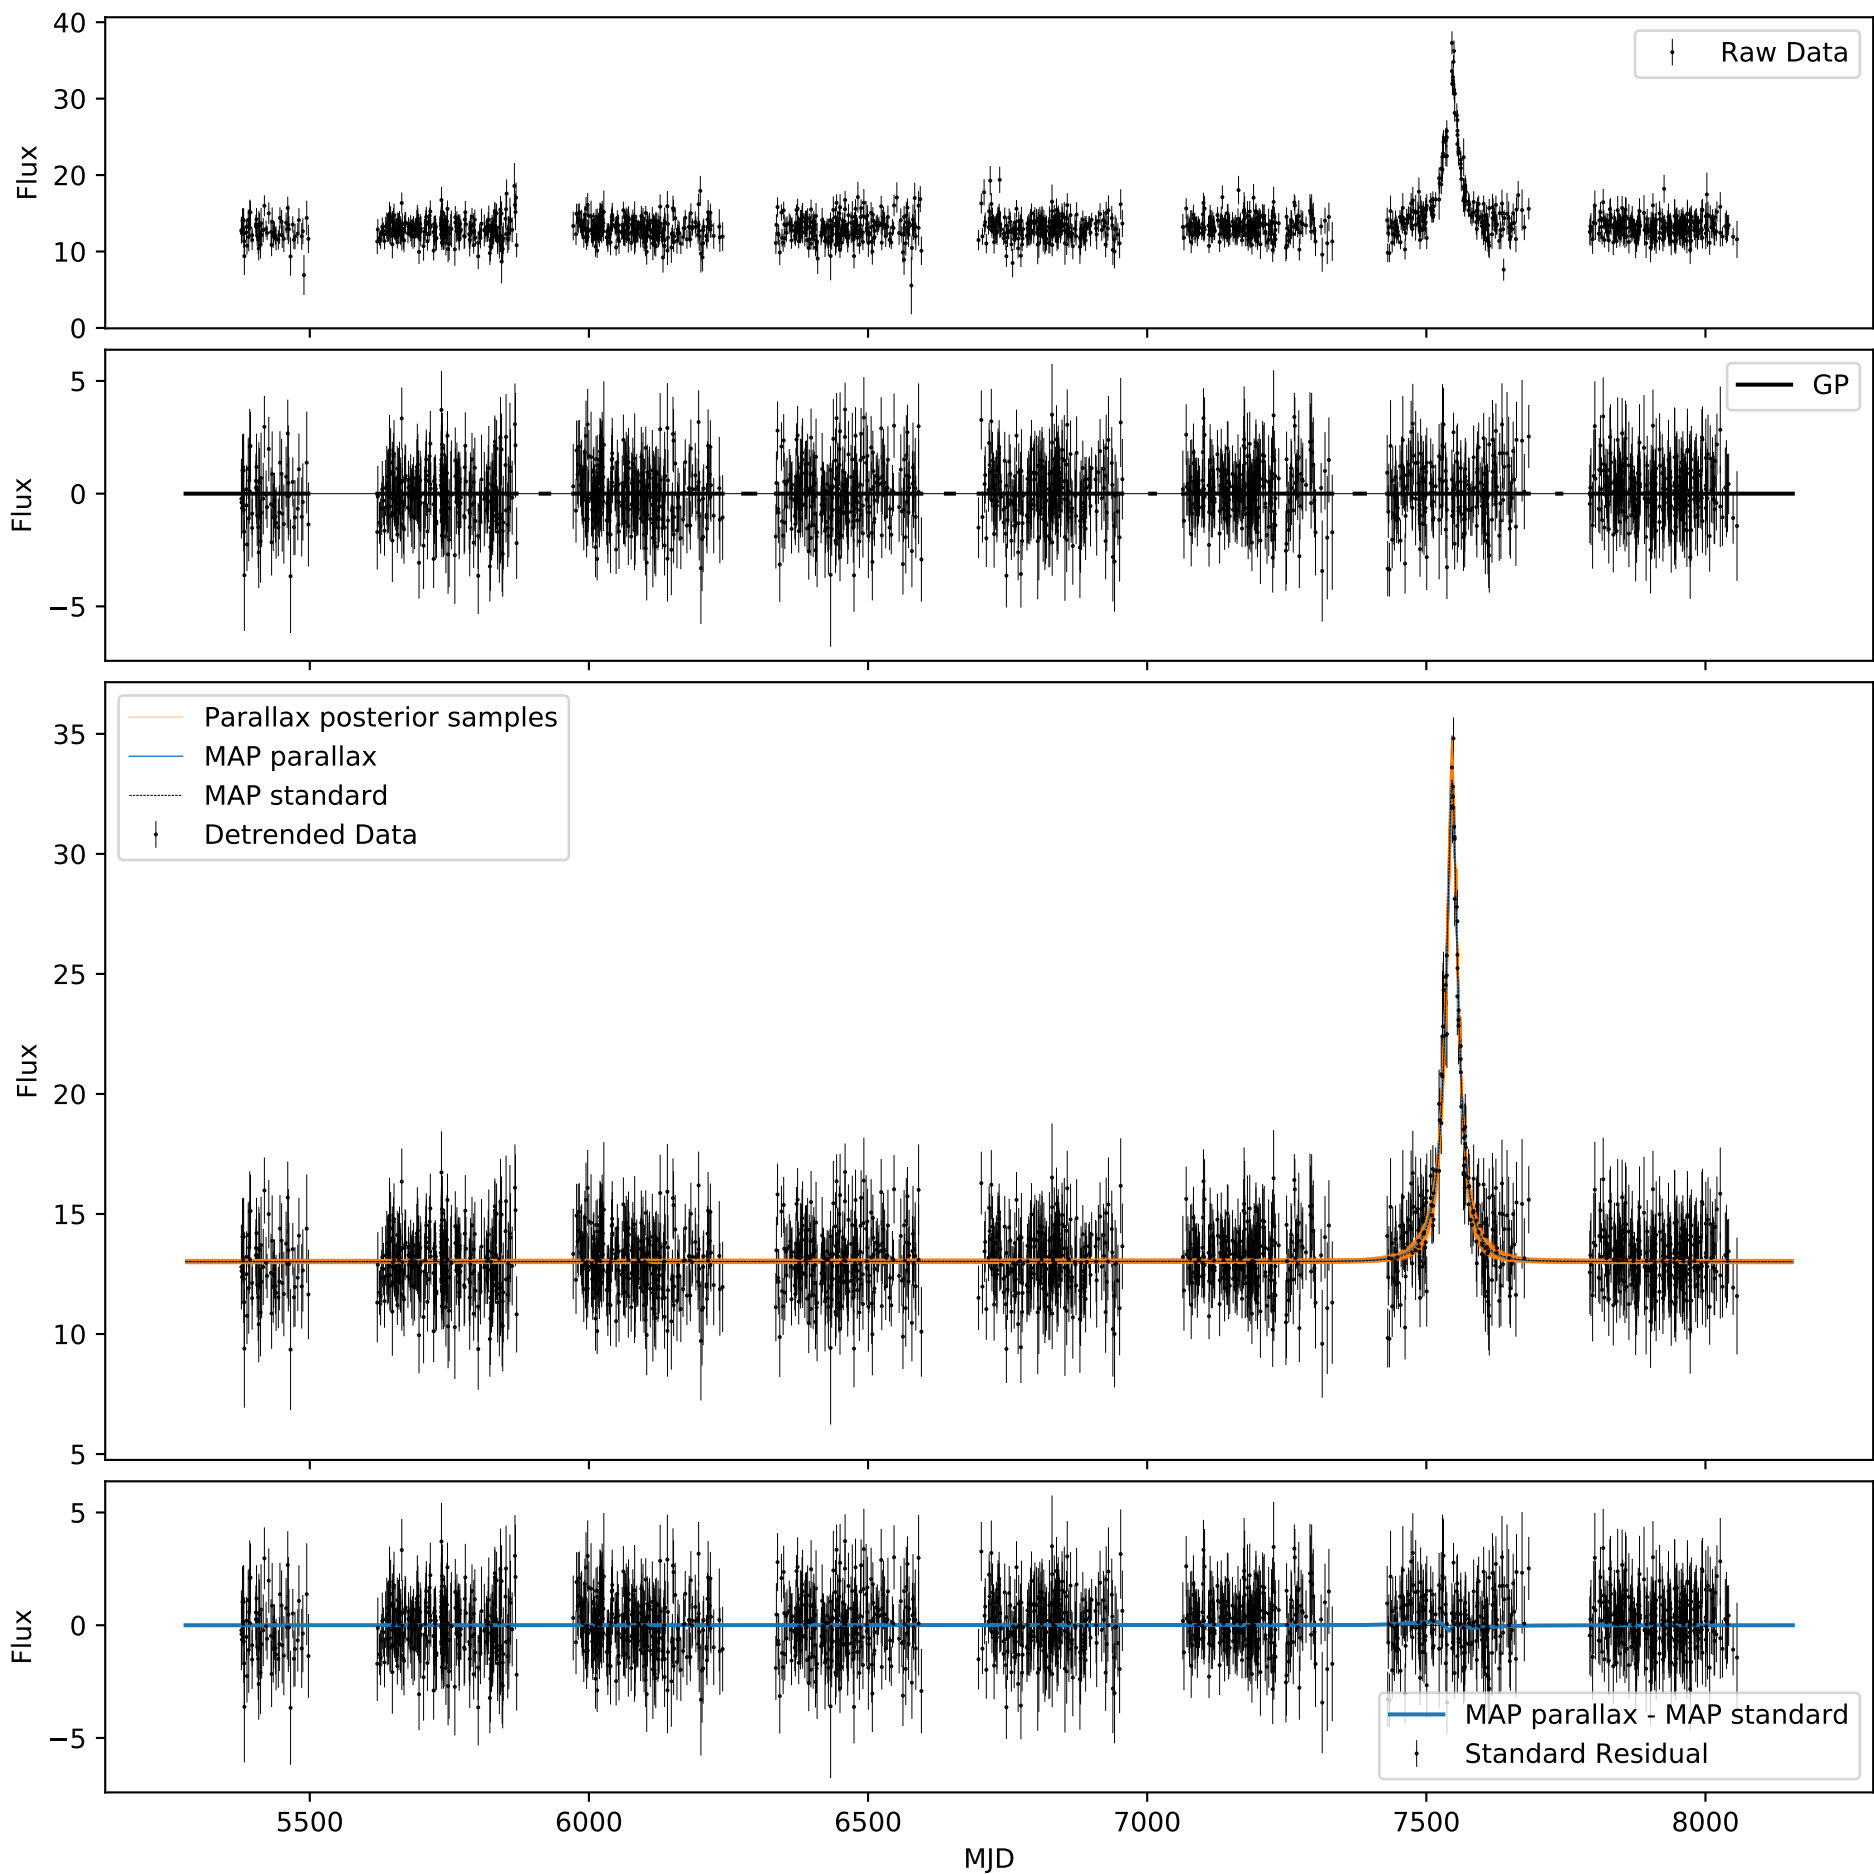 40
30
20
10
0
Flux
Raw Data
5
0
−5
Flux
GP
35
30
25
20
15
10
5
Flux
Parallax posterior samples
MAP parallax
MAP standard
Detrended Data
5
0
−5
Flux
MAP parallax - MAP standard
Standard Residual
5500 6000 6500 7000 7500 8000
MJD